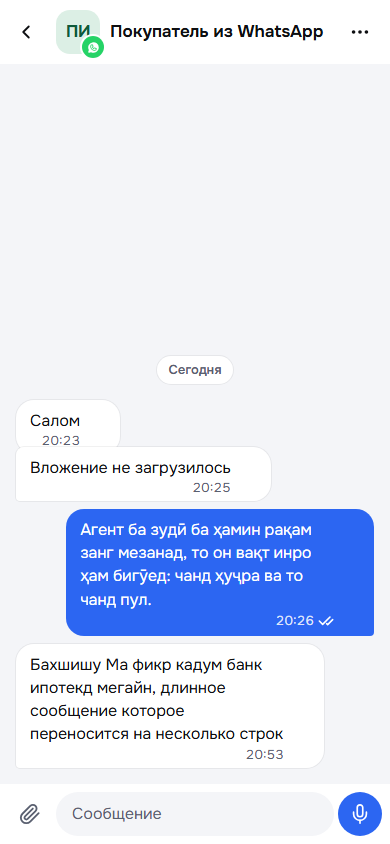 ПИ
Покупатель из WhatsApp
Сегодня
Салом
20:23
Вложение не загрузилось
20:25
Агент ба зудӣ ба ҳамин рақам
занг мезанад, то он вақт инро
ҳам бигӯед: чанд ҳуҷра ва то
чанд пул.
20:26
Бахшишу Ма фикр кадум банк
ипотекд мегайн, длинное
сообщение которое
переносится на несколько строк
20:53
Сообщение